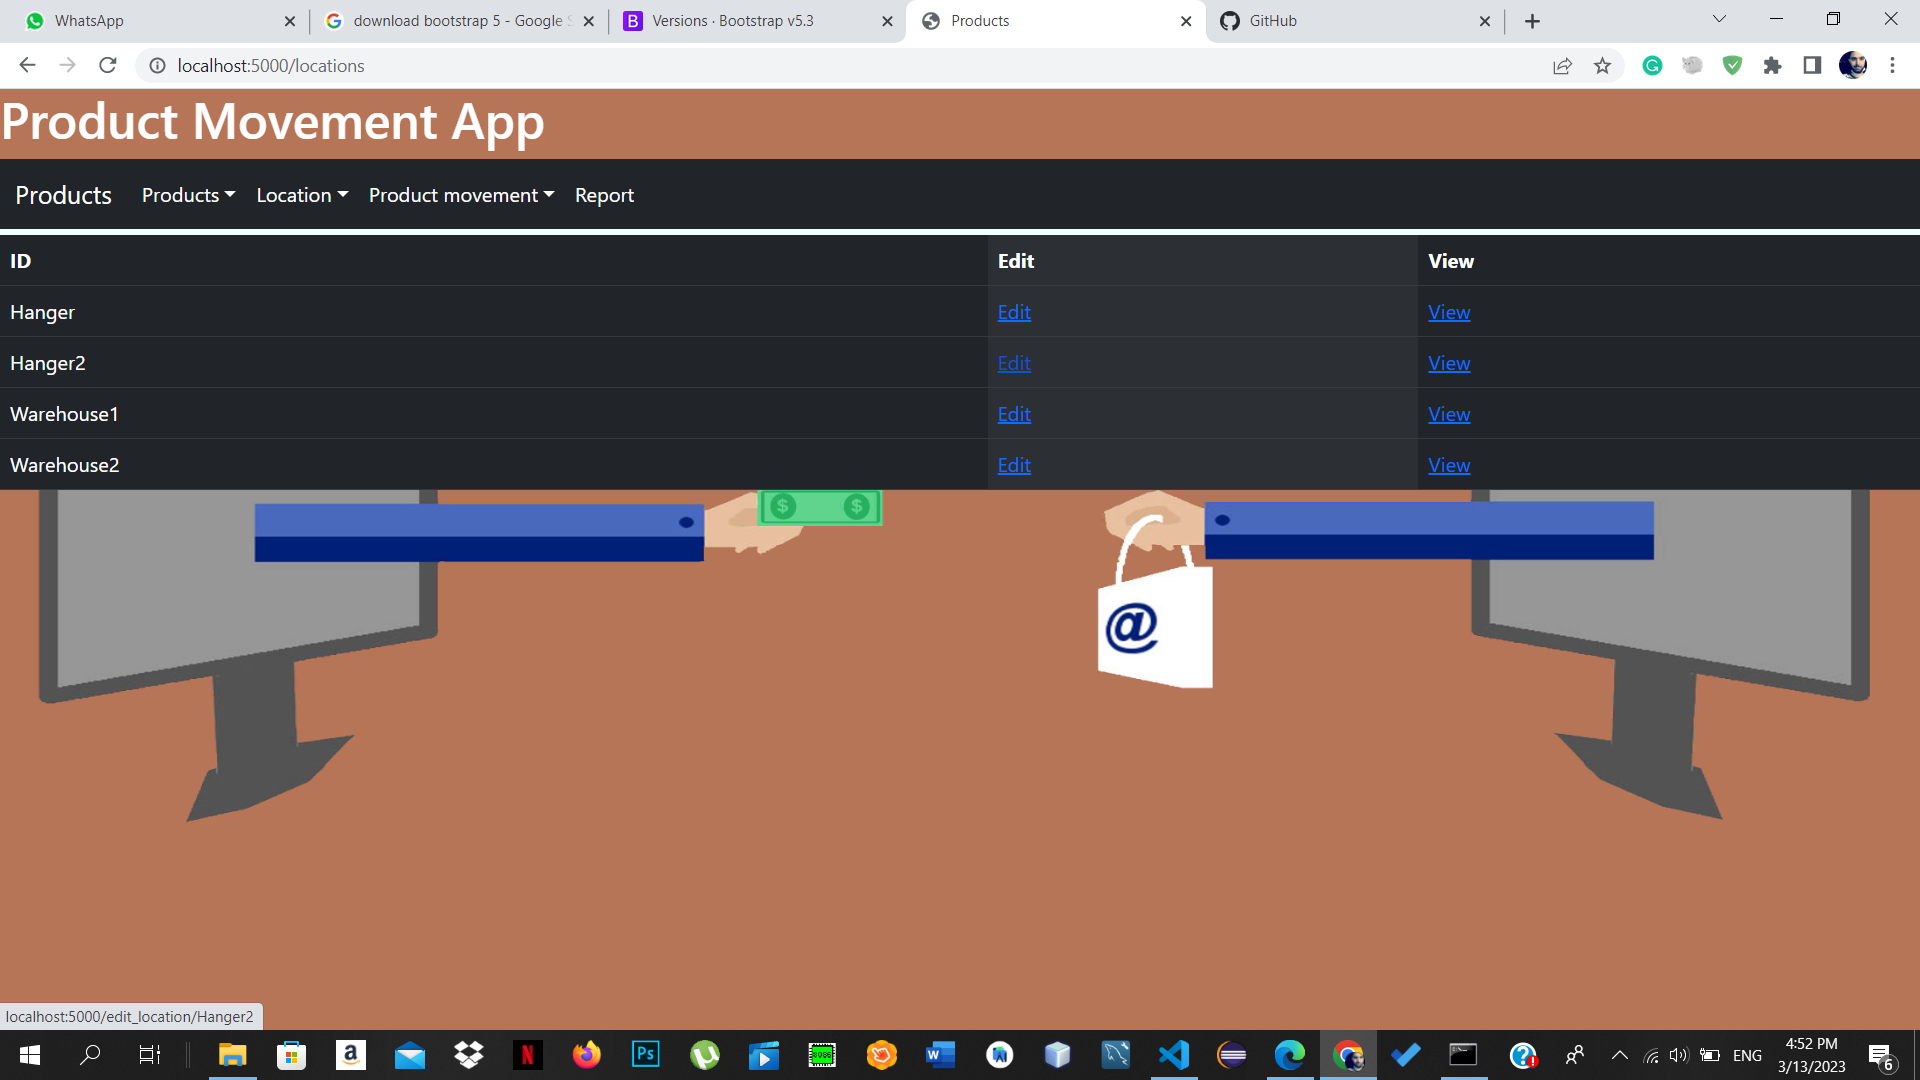 WhatsApp
download bootstrap 5 - Google S
Versions · Bootstrap v5.3
Products
GitHub
localhost:5000/locations
Product Movement App
Products Products Location Product movement Report
ID Edit View
Hanger Edit View
Hanger2 Edit View
Warehouse1 Edit View
Warehouse2 Edit View
$ $
@
localhost:5000/edit_location/Hanger2
ENG
4:52 PM
3/13/2023
6